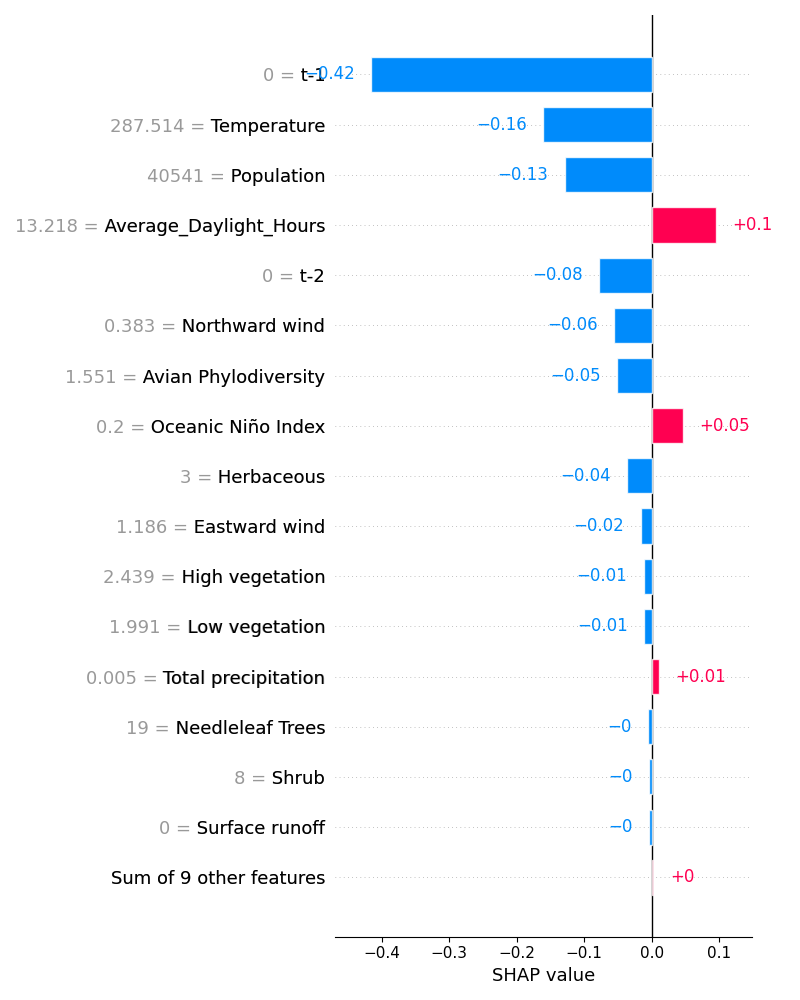 0 = t-1 −0.42
287.514 = Temperature −0.16
40541 = Population −0.13
13.218 = Average_Daylight_Hours +0.1
0 = t-2 −0.08
0.383 = Northward wind −0.06
1.551 = Avian Phylodiversity −0.05
0.2 = Oceanic Niño Index +0.05
3 = Herbaceous −0.04
1.186 = Eastward wind −0.02
2.439 = High vegetation −0.01
1.991 = Low vegetation −0.01
0.005 = Total precipitation +0.01
19 = Needleleaf Trees −0
8 = Shrub −0
0 = Surface runoff −0
Sum of 9 other features +0
−0.4 −0.3 −0.2 −0.1 0.0 0.1
SHAP value